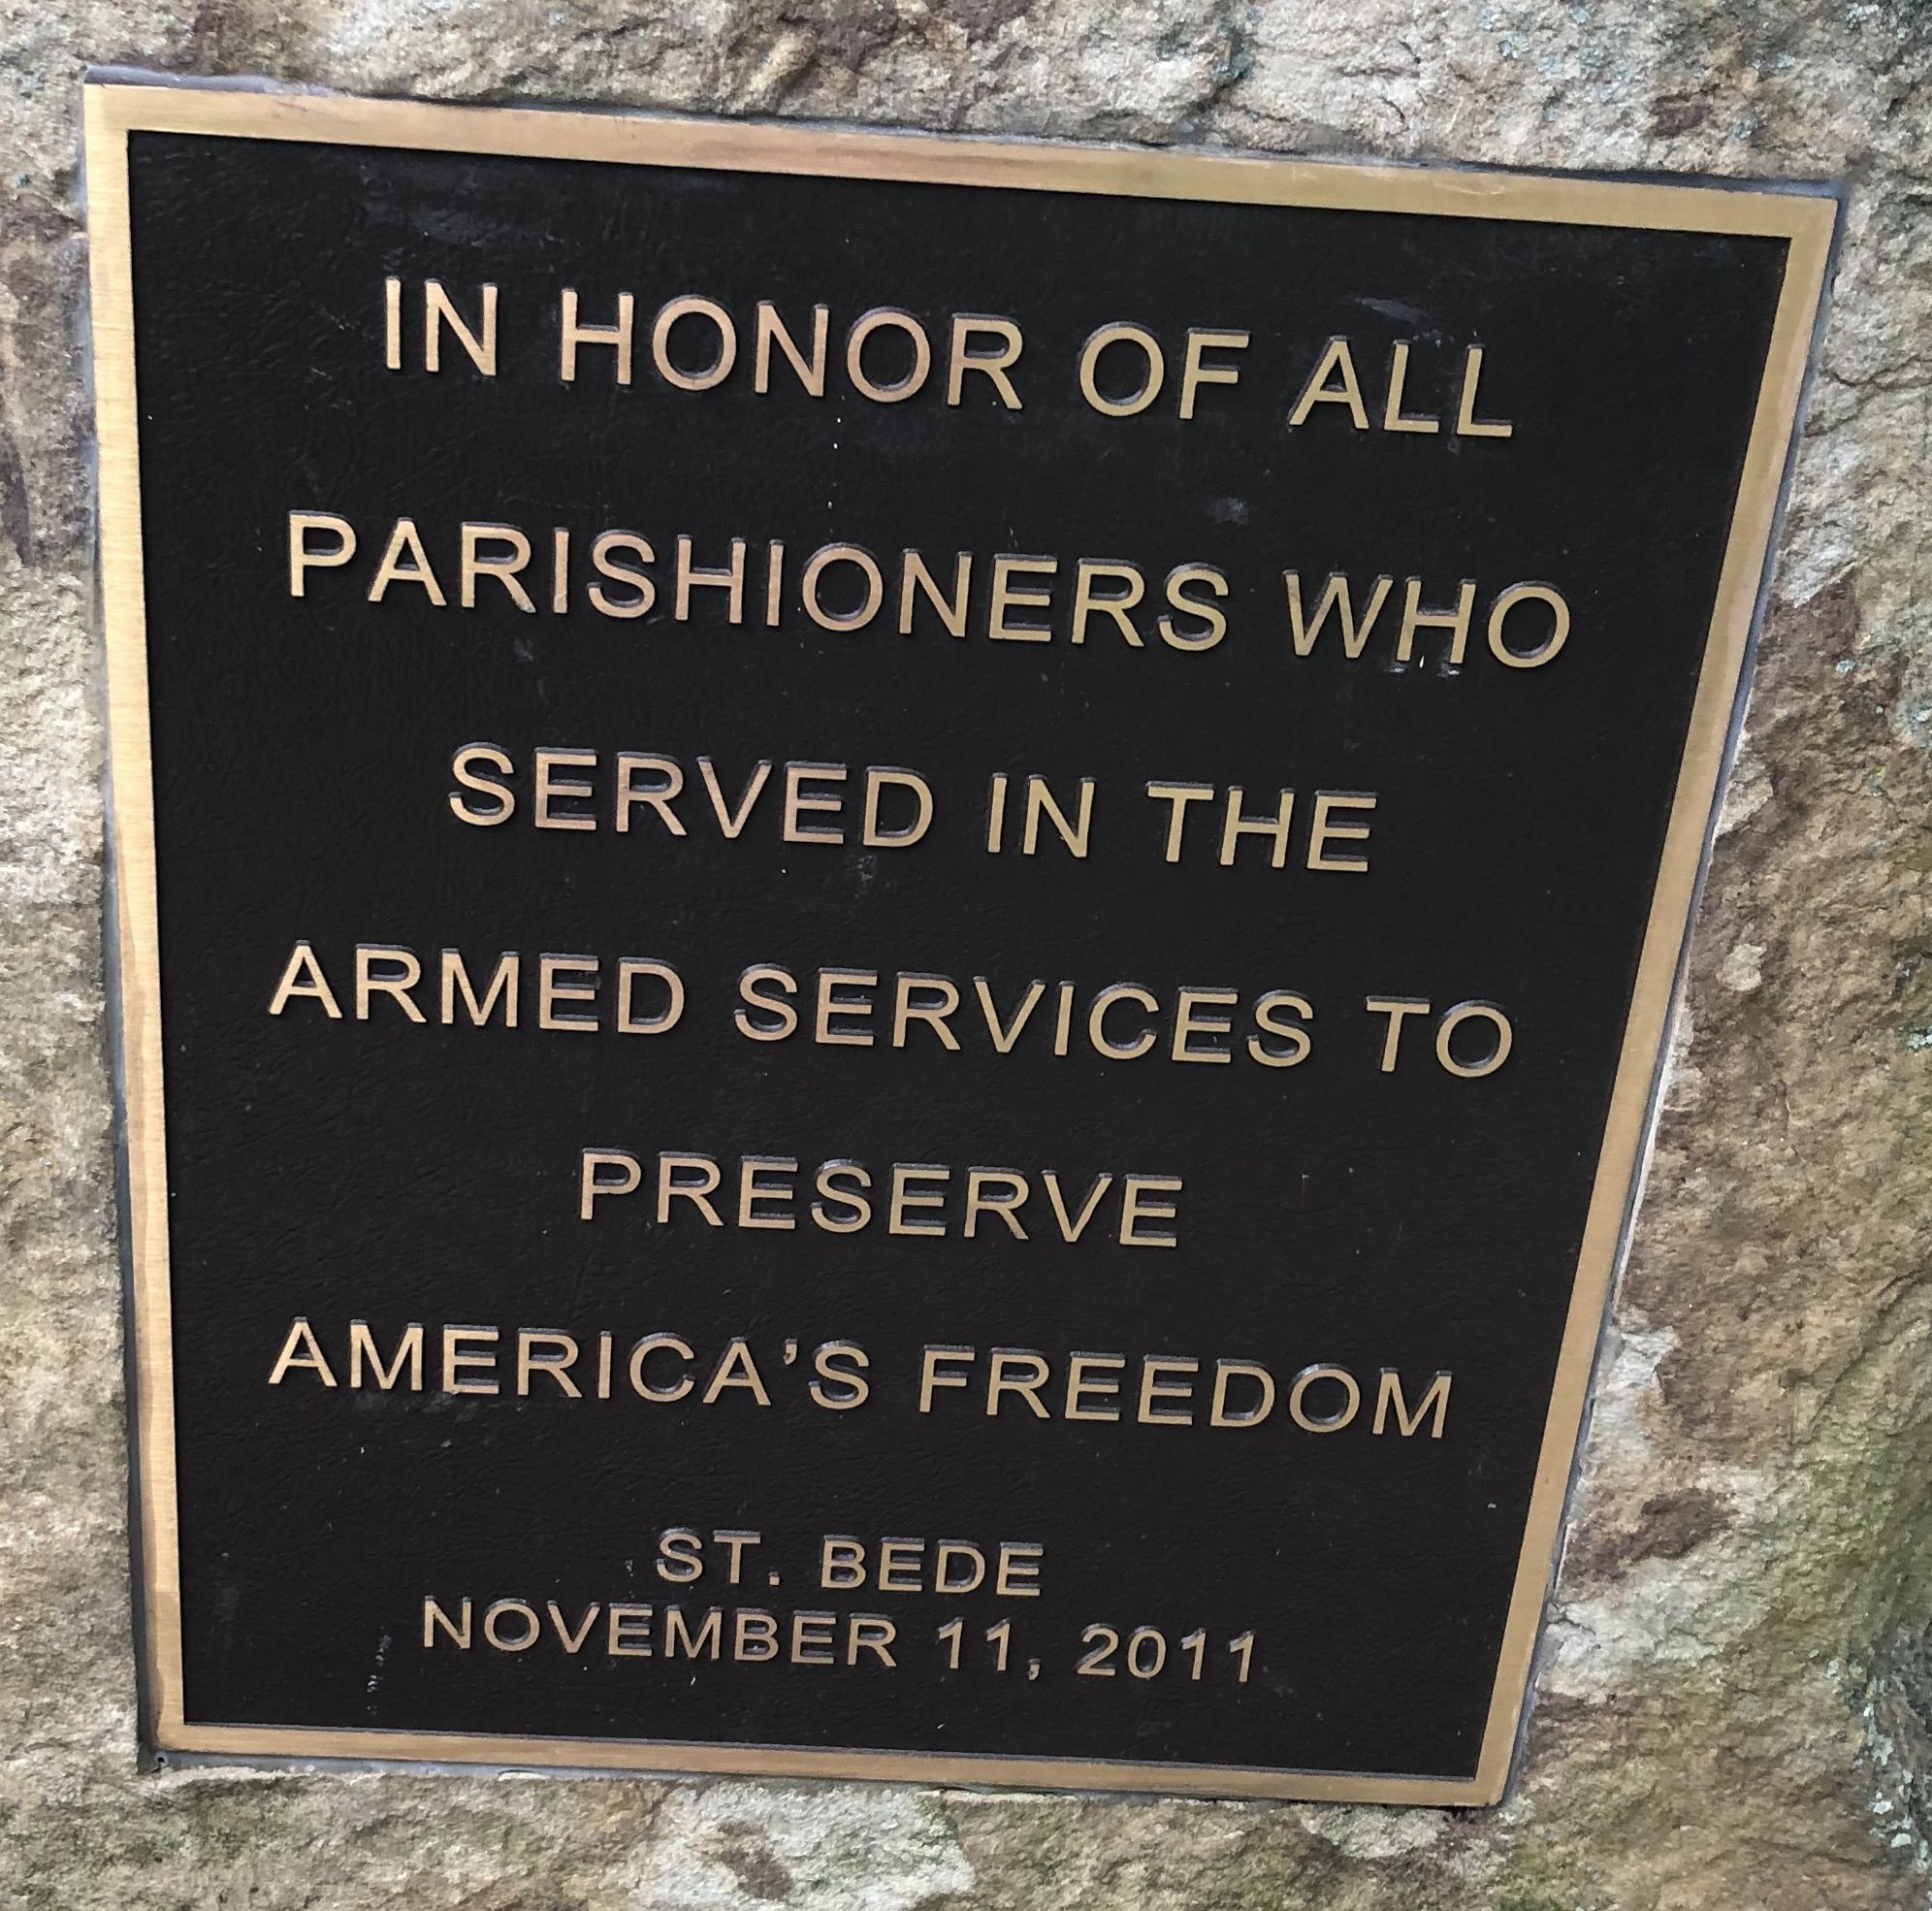 IN HONOR OF ALL
PARISHIONERS WHO
SERVED IN THE
ARMED SERVICES TO
PRESERVE
AMERICA'S FREEDOM
ST. BEDE
NOVEMBER 11, 2011